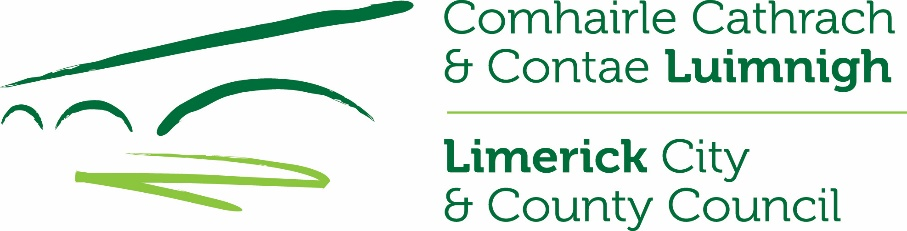 Comhairle Cathrach
& Contae Luimnigh
Limerick City
& County Council